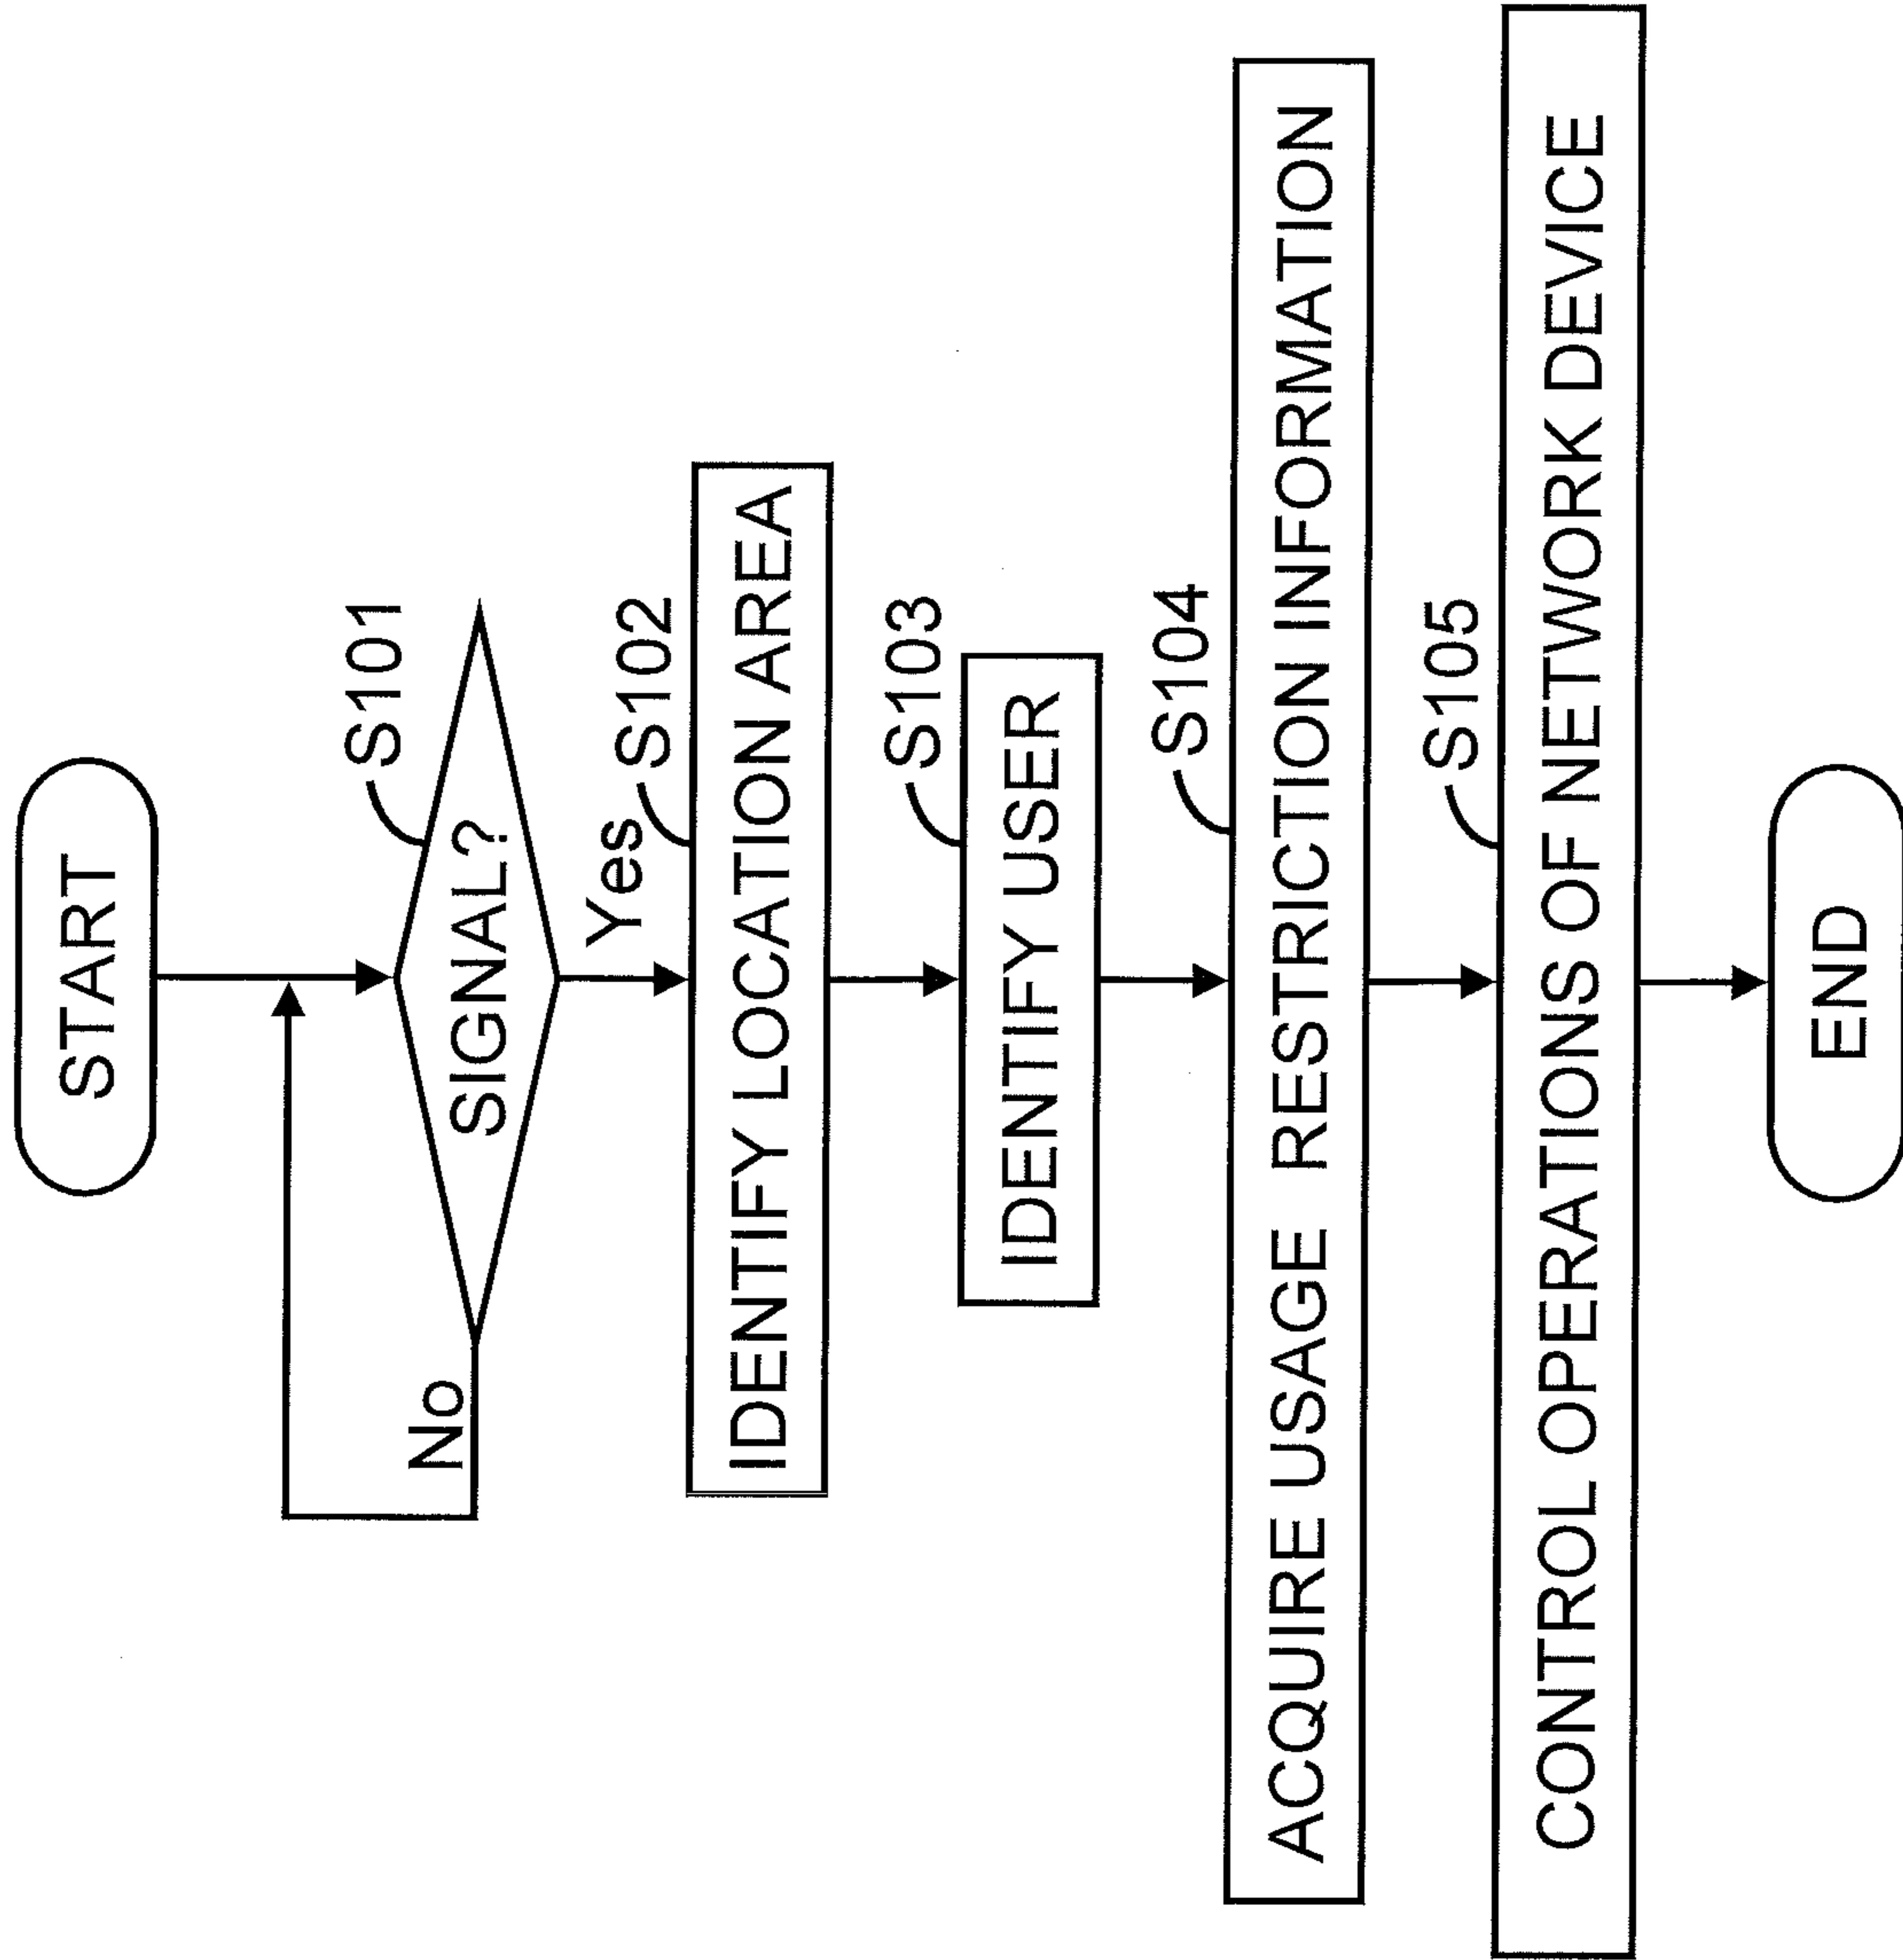 START
S101
SIGNAL?
No
Yes
S102
IDENTIFY LOCATION AREA
S103
IDENTIFY USER
S104
ACQUIRE USAGE RESTRICTION INFORMATION
S105
CONTROL OPERATIONS OF NETWORK DEVICE
END